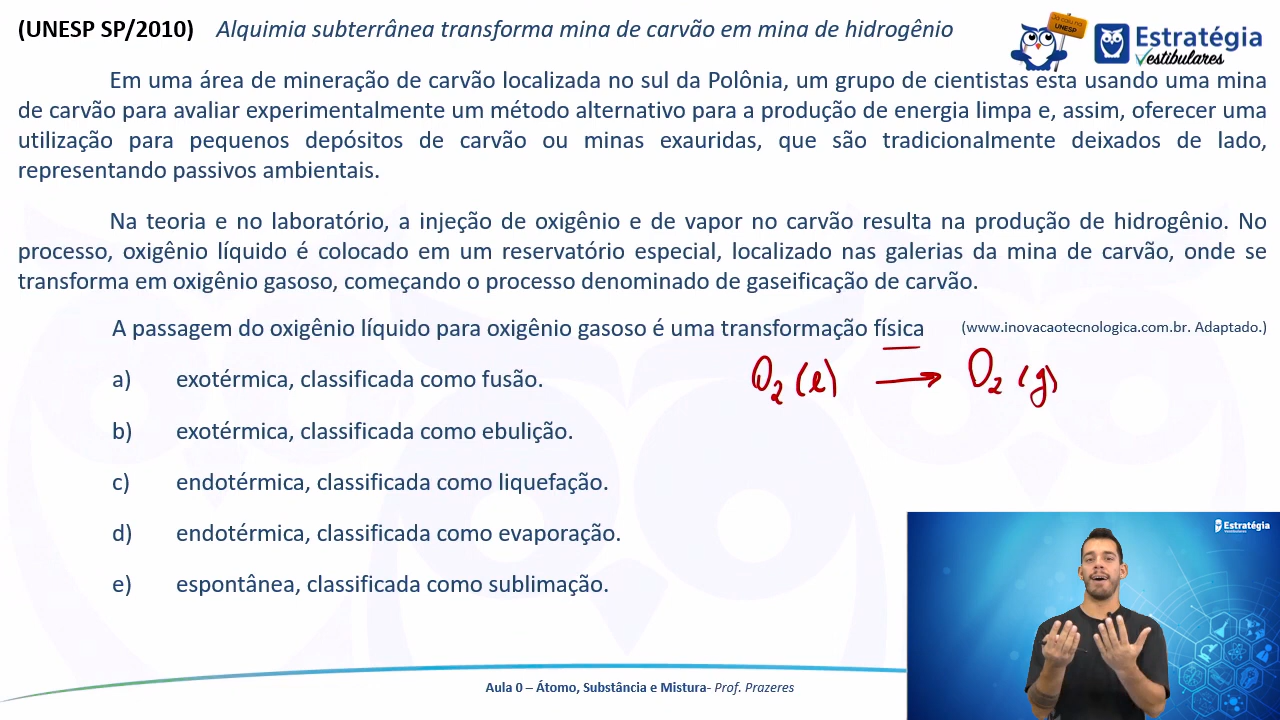 (UNESP SP/2010) Alquimia subterrânea transforma mina de carvão em mina de hidrogênio
JÁ CAIU NA
UNESP
Estratégia
Vestibulares
Em uma área de mineração de carvão localizada no sul da Polônia, um grupo de cientistas está usando uma mina
de carvão para avaliar experimentalmente um método alternativo para a produção de energia limpa e, assim, oferecer uma
utilização para pequenos depósitos de carvão ou minas exauridas, que são tradicionalmente deixados de lado,
representando passivos ambientais.
Na teoria e no laboratório, a injeção de oxigênio e de vapor no carvão resulta na produção de hidrogênio. No
processo, oxigênio líquido é colocado em um reservatório especial, localizado nas galerias da mina de carvão, onde se
transforma em oxigênio gasoso, começando o processo denominado de gaseificação de carvão.
A passagem do oxigênio líquido para oxigênio gasoso é uma transformação física (www.inovacaotecnologica.com.br. Adaptado.)
O₂ (l) → O₂ (g)
a) exotérmica, classificada como fusão.
b) exotérmica, classificada como ebulição.
c) endotérmica, classificada como liquefação.
d) endotérmica, classificada como evaporação.
e) espontânea, classificada como sublimação.
Estratégia
Vestibulares
Aula 0 – Átomo, Substância e Mistura- Prof. Prazeres